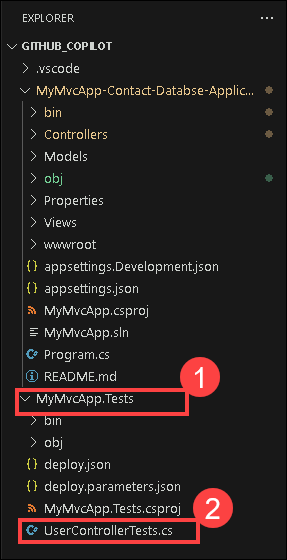 EXPLORER
GITHUB_COPILOT
.vscode
MyMvcApp-Contact-Databse-Applic...
bin
Controllers
Models
obj
Properties
Views
wwwroot
{} appsettings.Development.json
{} appsettings.json
MyMvcApp.csproj
MyMvcApp.sln
C# Program.cs
README.md
1
MyMvcApp.Tests
bin
obj
{} deploy.json
{} deploy.parameters.json
2
MyMvcApp.Tests.csproj
C# UserControllerTests.cs